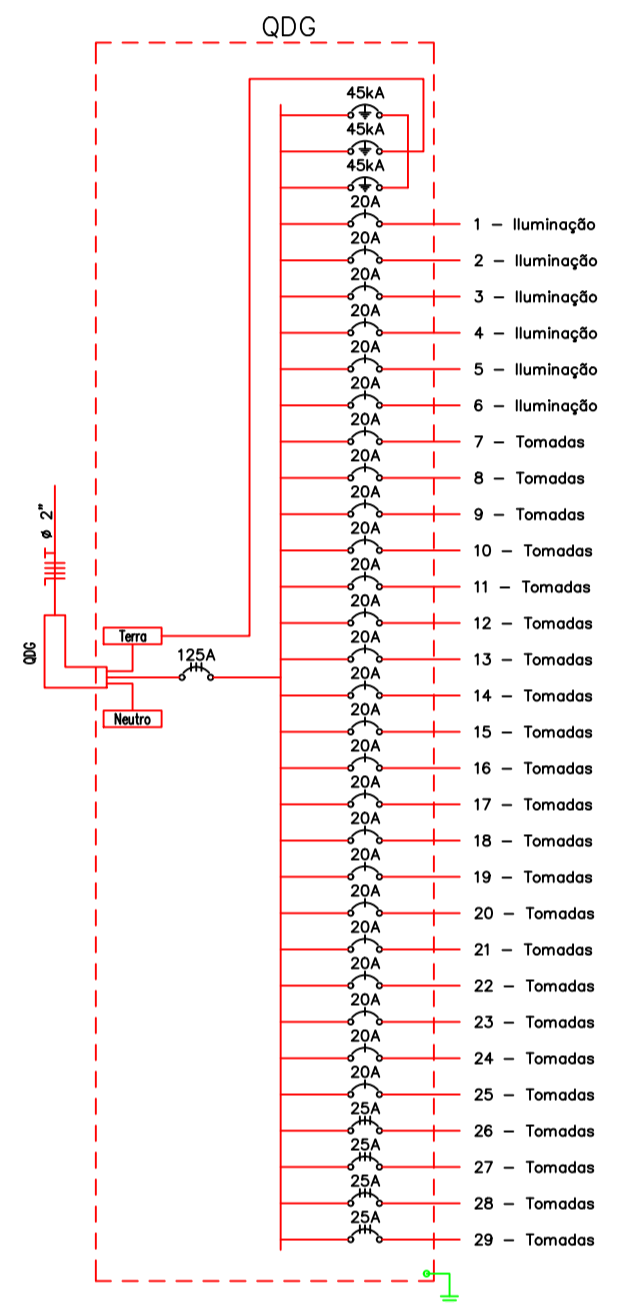 QDG
45kA
45kA
45kA
20A
1 – Iluminação
20A
2 – Iluminação
20A
3 – Iluminação
20A
4 – Iluminação
20A
5 – Iluminação
20A
6 – Iluminação
20A
7 – Tomadas
20A
8 – Tomadas
20A
9 – Tomadas
20A
10 – Tomadas
20A
11 – Tomadas
20A
12 – Tomadas
20A
13 – Tomadas
20A
14 – Tomadas
20A
15 – Tomadas
20A
16 – Tomadas
20A
17 – Tomadas
20A
18 – Tomadas
20A
19 – Tomadas
20A
20 – Tomadas
20A
21 – Tomadas
20A
22 – Tomadas
20A
23 – Tomadas
20A
24 – Tomadas
20A
25 – Tomadas
25A
26 – Tomadas
25A
27 – Tomadas
25A
28 – Tomadas
25A
29 – Tomadas
ø 2"
QDG
Terra
125A
Neutro